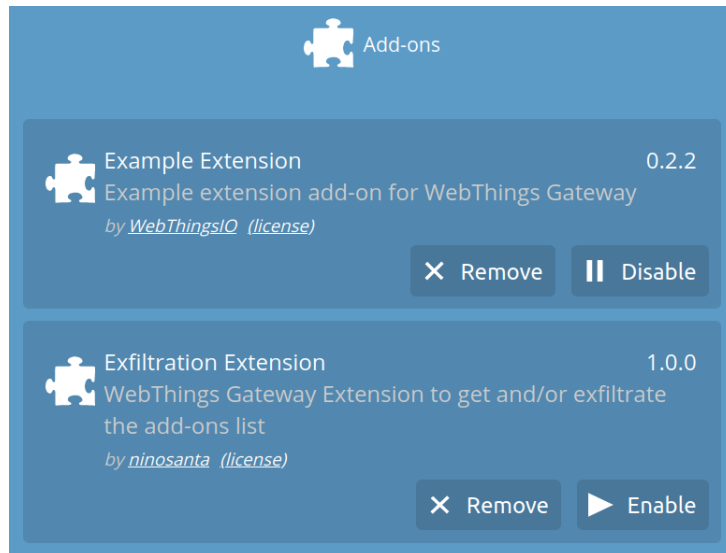 Add-ons
Example Extension 0.2.2
Example extension add-on for WebThings Gateway
by WebThingsIO (license)
Remove Disable
Exfiltration Extension 1.0.0
WebThings Gateway Extension to get and/or exfiltrate
the add-ons list
by ninosanta (license)
Remove Enable